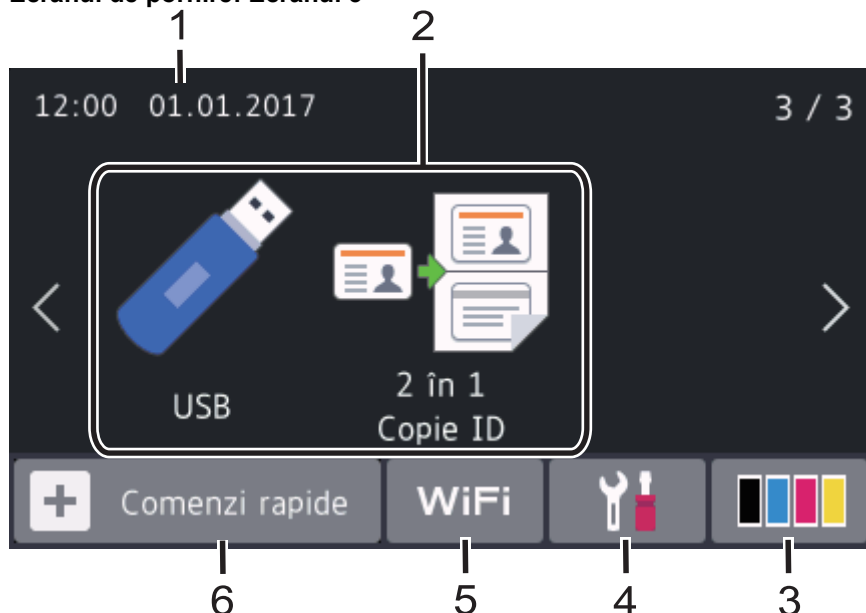 1 2
12:00 01.01.2017 3 / 3
USB
2 în 1
Copie ID
Comenzi rapide WiFi
6 5 4 3